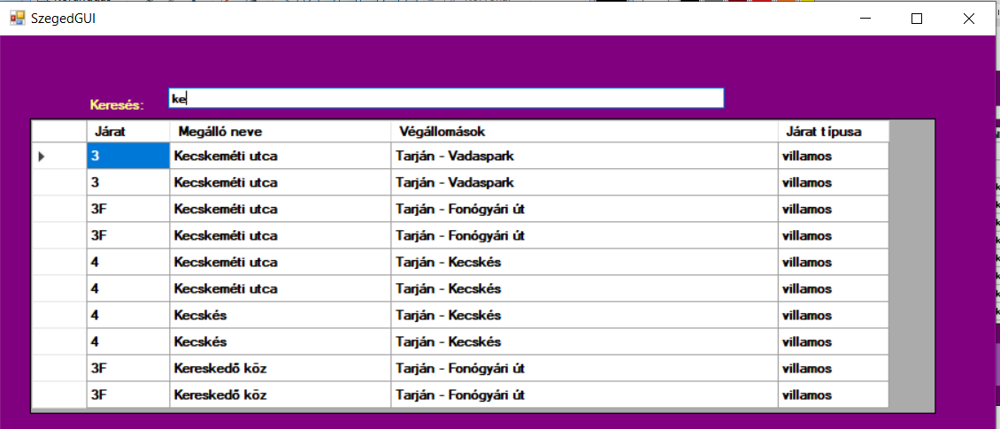 SzegedGUI
Keresés: ke
Járat Megálló neve Végállomások Járat típusa
3 Kecskeméti utca Tarján - Vadaspark villamos
3 Kecskeméti utca Tarján - Vadaspark villamos
3F Kecskeméti utca Tarján - Fonógyári út villamos
3F Kecskeméti utca Tarján - Fonógyári út villamos
4 Kecskeméti utca Tarján - Kecskés villamos
4 Kecskeméti utca Tarján - Kecskés villamos
4 Kecskés Tarján - Kecskés villamos
4 Kecskés Tarján - Kecskés villamos
3F Kereskedő köz Tarján - Fonógyári út villamos
3F Kereskedő köz Tarján - Fonógyári út villamos